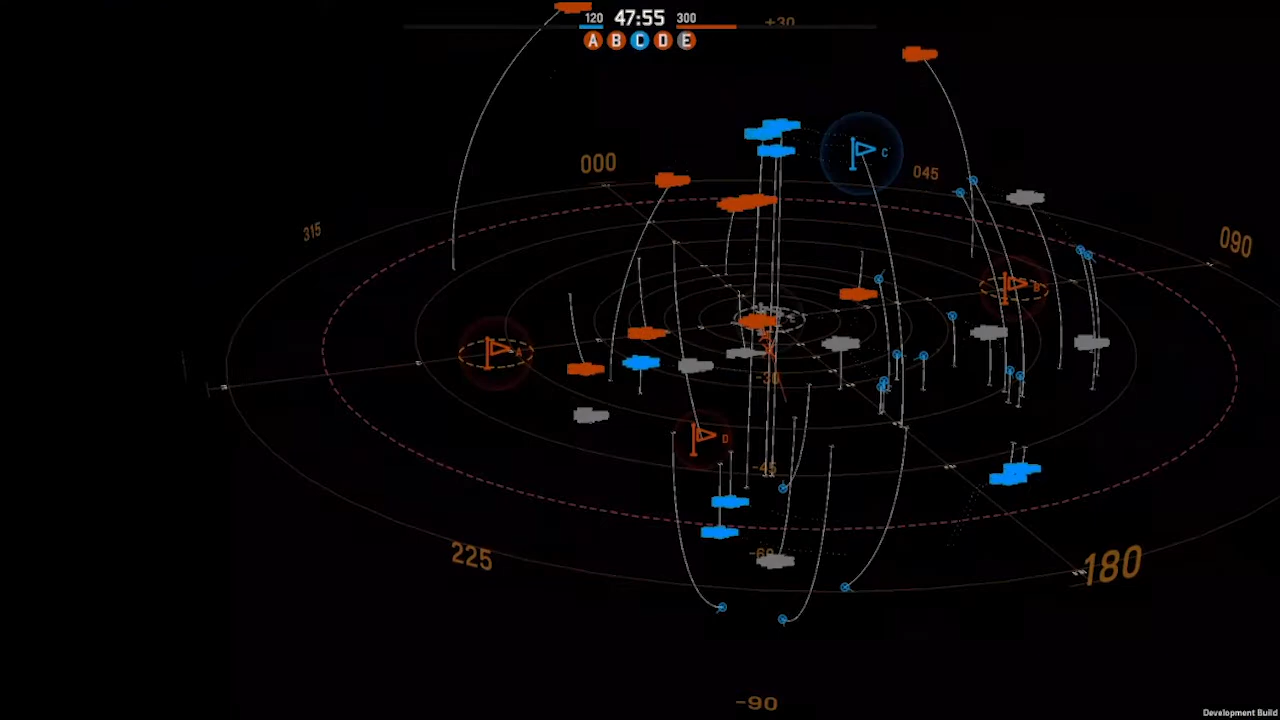 120 47:55 300
+30
A B C D E
C
000
045
315
090
B
A
-30
D
-45
-60
225
180
-90
Development Build